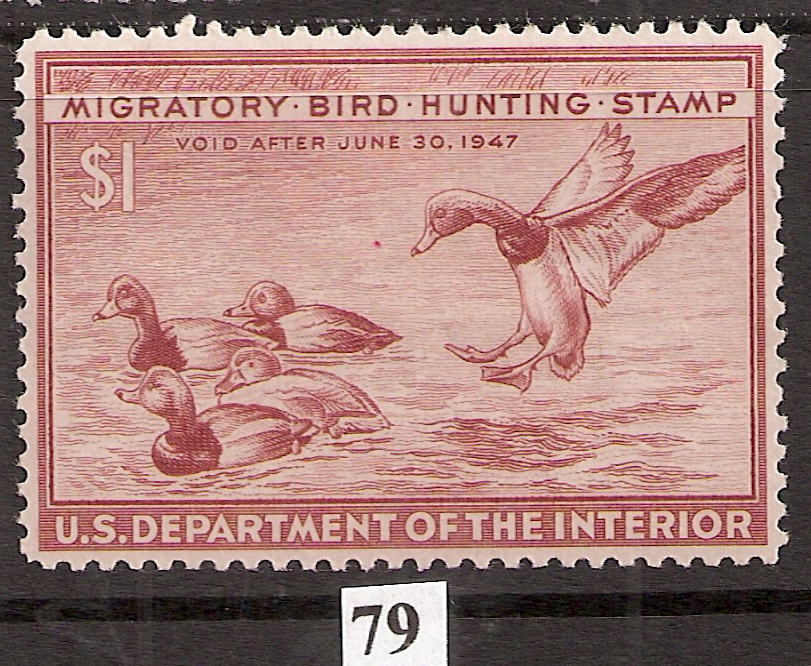 MIGRATORY·BIRD·HUNTING·STAMP
VOID AFTER JUNE 30, 1947
$1
U.S. DEPARTMENT OF THE INTERIOR
79